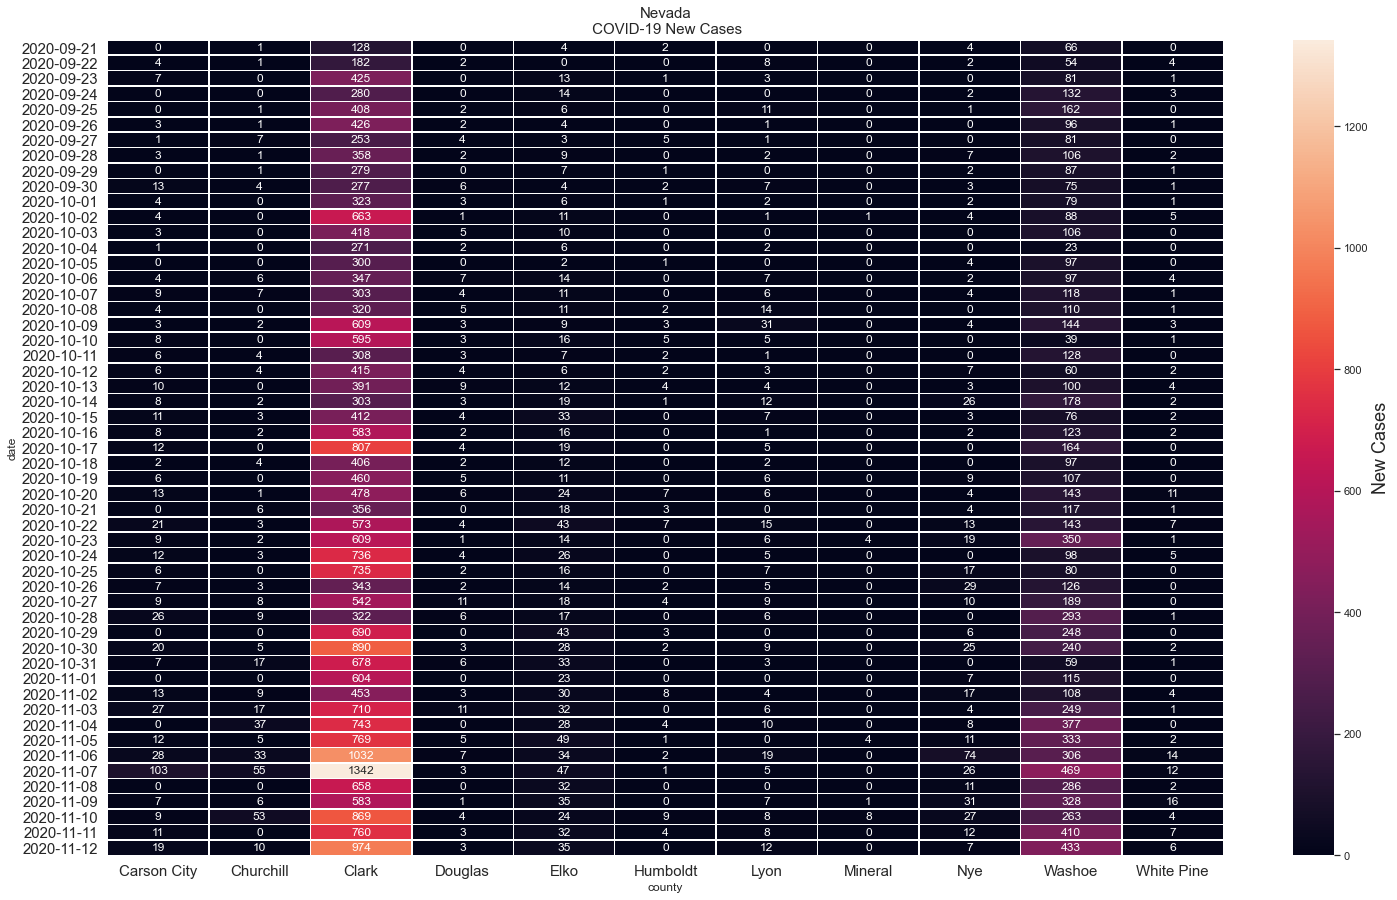 Nevada
COVID-19 New Cases
2020-09-21 0 1 128 0 4 2 0 0 4 66 0
2020-09-22 4 1 182 2 0 0 8 0 2 54 4
2020-09-23 7 0 425 0 13 1 3 0 0 81 1
2020-09-24 0 0 280 0 14 0 0 0 2 132 3
2020-09-25 0 1 408 2 6 0 11 0 1 162 0
2020-09-26 3 1 426 2 4 0 1 0 0 96 1
2020-09-27 1 7 253 4 3 5 1 0 0 81 0
2020-09-28 3 1 358 2 9 0 2 0 7 106 2
2020-09-29 0 1 279 0 7 1 0 0 2 87 1
2020-09-30 13 4 277 6 4 2 7 0 3 75 1
2020-10-01 4 0 323 3 6 1 2 0 2 79 1
2020-10-02 4 0 663 1 11 0 1 1 4 88 5
2020-10-03 3 0 418 5 10 0 0 0 0 106 0
2020-10-04 1 0 271 2 6 0 2 0 0 23 0
2020-10-05 0 0 300 0 2 1 0 0 4 97 0
2020-10-06 4 6 347 7 14 0 7 0 2 97 4
2020-10-07 9 7 303 4 11 0 6 0 4 118 1
2020-10-08 4 0 320 5 11 2 14 0 0 110 1
2020-10-09 3 2 609 3 9 3 31 0 4 144 3
2020-10-10 8 0 595 3 16 5 5 0 0 39 1
2020-10-11 6 4 308 3 7 2 1 0 0 128 0
2020-10-12 6 4 415 4 6 2 3 0 7 60 2
2020-10-13 10 0 391 9 12 4 4 0 3 100 4
2020-10-14 8 2 303 3 19 1 12 0 26 178 2
2020-10-15 11 3 412 4 33 0 7 0 3 76 2
2020-10-16 8 2 583 2 16 0 1 0 2 123 2
2020-10-17 12 0 807 4 19 0 5 0 0 164 0
2020-10-18 2 4 406 2 12 0 2 0 0 97 0
2020-10-19 6 0 460 5 11 0 6 0 9 107 0
2020-10-20 13 1 478 6 24 7 6 0 4 143 11
2020-10-21 0 6 356 0 18 3 0 0 4 117 1
2020-10-22 21 3 573 4 43 7 15 0 13 143 7
2020-10-23 9 2 609 1 14 0 6 4 19 350 1
2020-10-24 12 3 736 4 26 0 5 0 0 98 5
2020-10-25 6 0 735 2 16 0 7 0 17 80 0
2020-10-26 7 3 343 2 14 2 5 0 29 126 0
2020-10-27 9 8 542 11 18 4 9 0 10 189 0
2020-10-28 26 9 322 6 17 0 6 0 0 293 1
2020-10-29 0 0 690 0 43 3 0 0 6 248 0
2020-10-30 20 5 890 3 28 2 9 0 25 240 2
2020-10-31 7 17 678 6 33 0 3 0 0 59 1
2020-11-01 0 0 604 0 23 0 0 0 7 115 0
2020-11-02 13 9 453 3 30 8 4 0 17 108 4
2020-11-03 27 17 710 11 32 0 6 0 4 249 1
2020-11-04 0 37 743 0 28 4 10 0 8 377 0
2020-11-05 12 5 769 5 49 1 0 4 11 333 2
2020-11-06 28 33 1032 7 34 2 19 0 74 306 14
2020-11-07 103 55 1342 3 47 1 5 0 26 469 12
2020-11-08 0 0 658 0 32 0 0 0 11 286 2
2020-11-09 7 6 583 1 35 0 7 1 31 328 16
2020-11-10 9 53 869 4 24 9 8 8 27 263 4
2020-11-11 11 0 760 3 32 4 8 0 12 410 7
2020-11-12 19 10 974 3 35 0 12 0 7 433 6
Carson City Churchill Clark Douglas Elko Humboldt Lyon Mineral Nye Washoe White Pine
county
date
1200
1000
800
600
400
200
0
New Cases